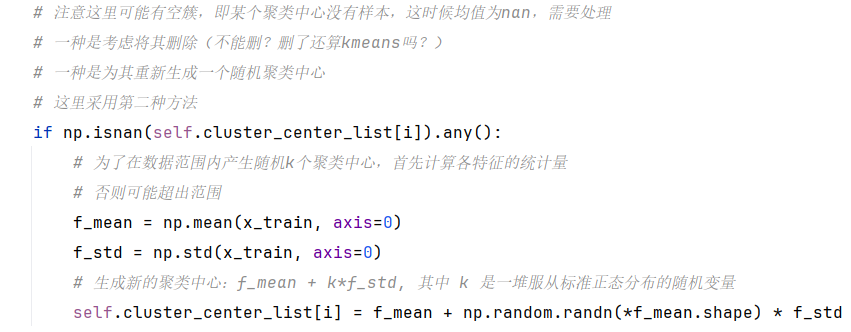 # 注意这里可能有空簇，即某个聚类中心没有样本，这时候均值为nan，需要处理
# 一种是考虑将其删除（不能删？删了还算kmeans吗？）
# 一种是为其重新生成一个随机聚类中心
# 这里采用第二种方法
if np.isnan(self.cluster_center_list[i]).any():
# 为了在数据范围内产生随机k个聚类中心，首先计算各特征的统计量
# 否则可能超出范围
f_mean = np.mean(x_train, axis=0)
f_std = np.std(x_train, axis=0)
# 生成新的聚类中心：f_mean + k*f_std, 其中 k 是一堆服从标准正态分布的随机变量
self.cluster_center_list[i] = f_mean + np.random.randn(*f_mean.shape) * f_std